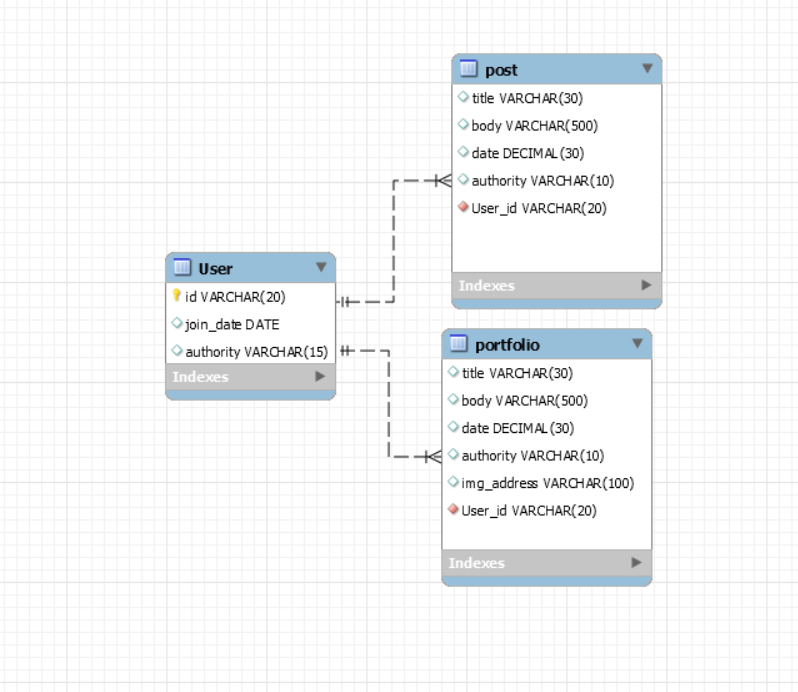 post
title VARCHAR(30)
body VARCHAR(500)
date DECIMAL(30)
authority VARCHAR(10)
User_id VARCHAR(20)
Indexes
User
id VARCHAR(20)
join_date DATE
authority VARCHAR(15)
Indexes
portfolio
title VARCHAR(30)
body VARCHAR(500)
date DECIMAL(30)
authority VARCHAR(10)
img_address VARCHAR(100)
User_id VARCHAR(20)
Indexes